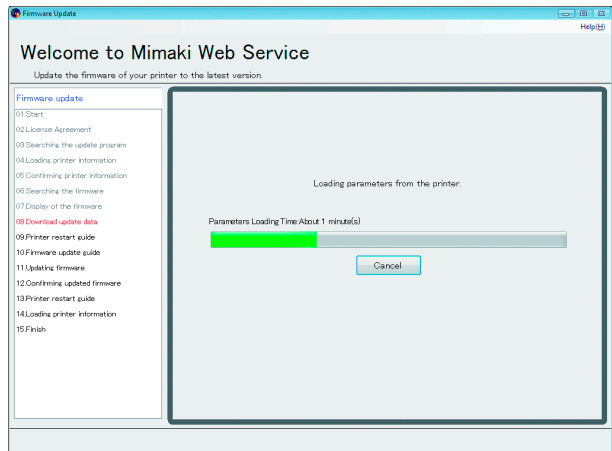 Firmware Update
Help(H)
Welcome to Mimaki Web Service
Update the firmware of your printer to the latest version.
Firmware update
01.Start
02.License Agreement
03.Searching the update program
04.Loading printer information
05.Confirming printer information
06.Searching the firmware
07.Display of the firmware
08.Download update data
09.Printer restart guide
10.Firmware update guide
11.Updating firmware
12.Confirming updated firmware
13.Printer restart guide
14.Loading printer information
15.Finish
Loading parameters from the printer.
Parameters Loading Time:About 1 minute(s)
Cancel